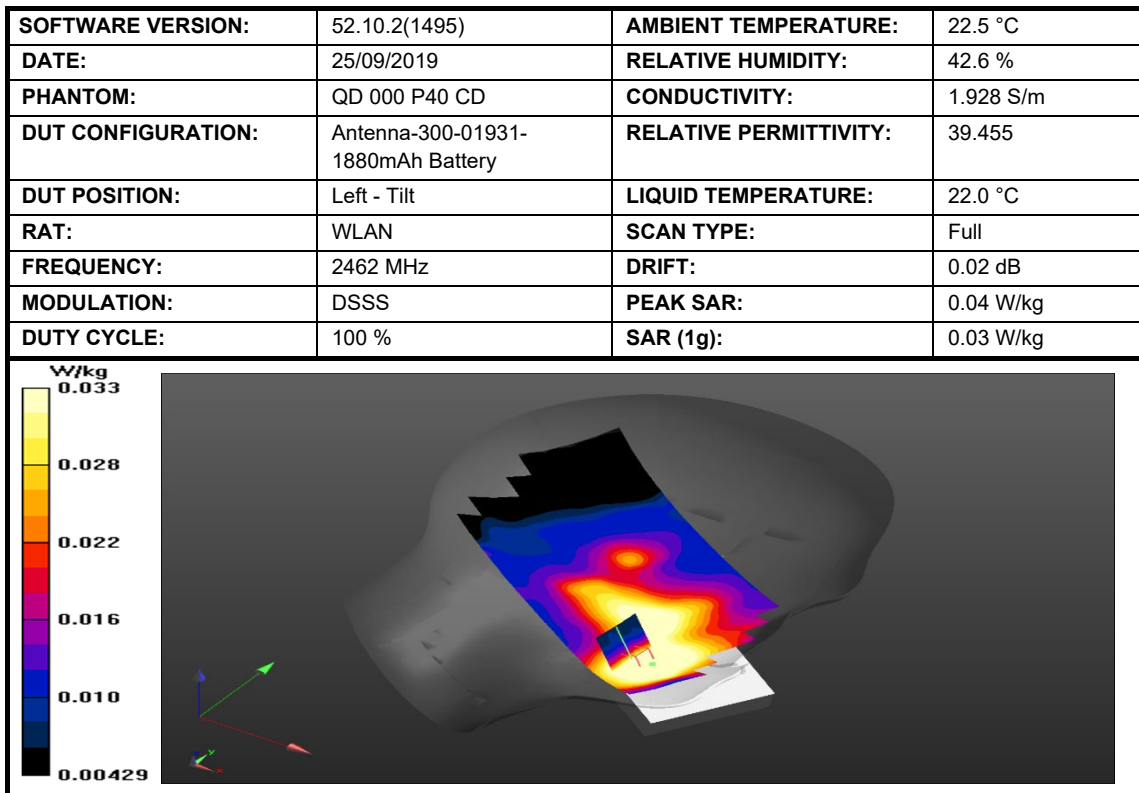 SOFTWARE VERSION: 52.10.2(1495) AMBIENT TEMPERATURE: 22.5 °C
DATE: 25/09/2019 RELATIVE HUMIDITY: 42.6 %
PHANTOM: QD 000 P40 CD CONDUCTIVITY: 1.928 S/m
DUT CONFIGURATION: Antenna-300-01931- RELATIVE PERMITTIVITY: 39.455
1880mAh Battery
DUT POSITION: Left - Tilt LIQUID TEMPERATURE: 22.0 °C
RAT: WLAN SCAN TYPE: Full
FREQUENCY: 2462 MHz DRIFT: 0.02 dB
MODULATION: DSSS PEAK SAR: 0.04 W/kg
DUTY CYCLE: 100 % SAR (1g): 0.03 W/kg
W/kg
0.033
0.028
0.022
0.016
0.010
0.00429
Y
X